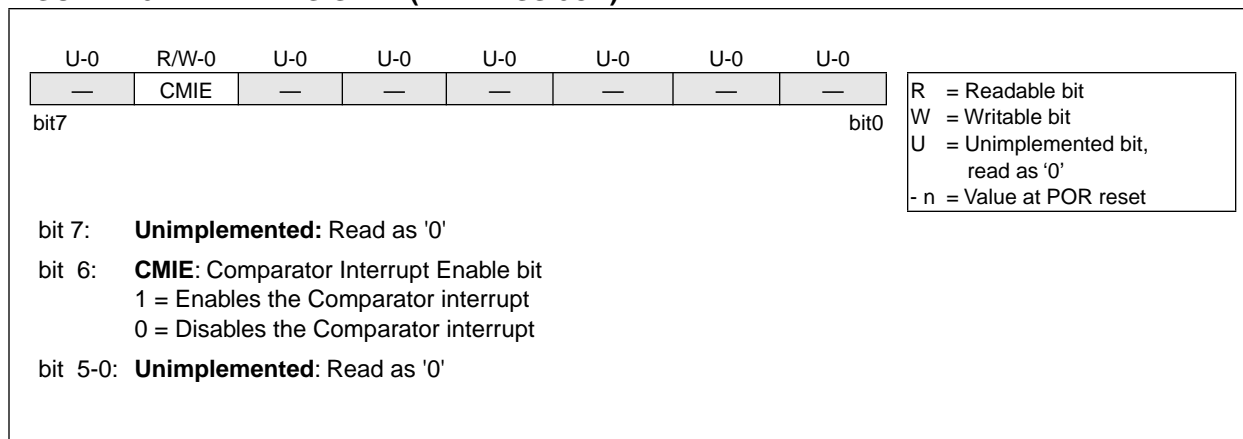 U-0 R/W-0 U-0 U-0 U-0 U-0 U-0 U-0
— CMIE — — — — — —
bit7 bit0
R = Readable bit
W = Writable bit
U = Unimplemented bit,
read as ‘0’
- n = Value at POR reset
bit 7: Unimplemented: Read as '0'
bit 6: CMIE: Comparator Interrupt Enable bit
1 = Enables the Comparator interrupt
0 = Disables the Comparator interrupt
bit 5-0: Unimplemented: Read as '0'